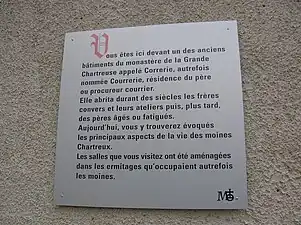 Vous êtes ici devant un des anciens
bâtiments du monastère de la Grande
Chartreuse appelé Correrie, autrefois
nommée Courrerie, résidence du père
ou procureur courrier.
Elle abrita durant des siècles les frères
convers et leurs ateliers puis, plus tard,
des pères âgés ou fatigués.
Aujourd'hui, vous y trouverez évoqués
les principaux aspects de la vie des moines
Chartreux.
Les salles que vous visitez ont été aménagées
dans les ermitages qu'occupaient autrefois
les moines.